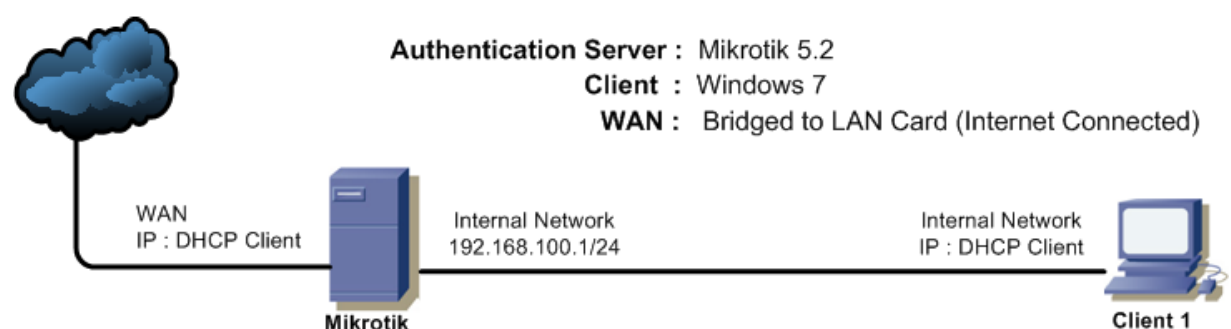 Authentication Server : Mikrotik 5.2
Client : Windows 7
WAN : Bridged to LAN Card (Internet Connected)
WAN
IP : DHCP Client
Internal Network
192.168.100.1/24
Internal Network
IP : DHCP Client
Mikrotik
Client 1